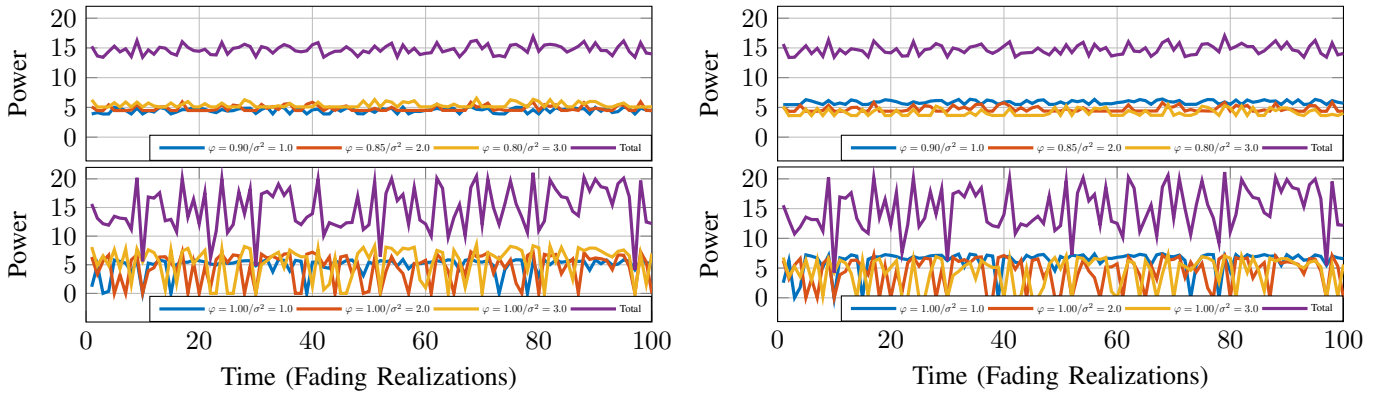 20
15
10
5
0
Power
φ = 0.90/σ² = 1.0 φ = 0.85/σ² = 2.0 φ = 0.80/σ² = 3.0 Total
20
15
10
5
0
Power
φ = 1.00/σ² = 1.0 φ = 1.00/σ² = 2.0 φ = 1.00/σ² = 3.0 Total
0 20 40 60 80 100
Time (Fading Realizations)
20
15
10
5
0
Power
φ = 0.90/σ² = 1.0 φ = 0.85/σ² = 2.0 φ = 0.80/σ² = 3.0 Total
20
15
10
5
0
Power
φ = 1.00/σ² = 1.0 φ = 1.00/σ² = 2.0 φ = 1.00/σ² = 3.0 Total
0 20 40 60 80 100
Time (Fading Realizations)